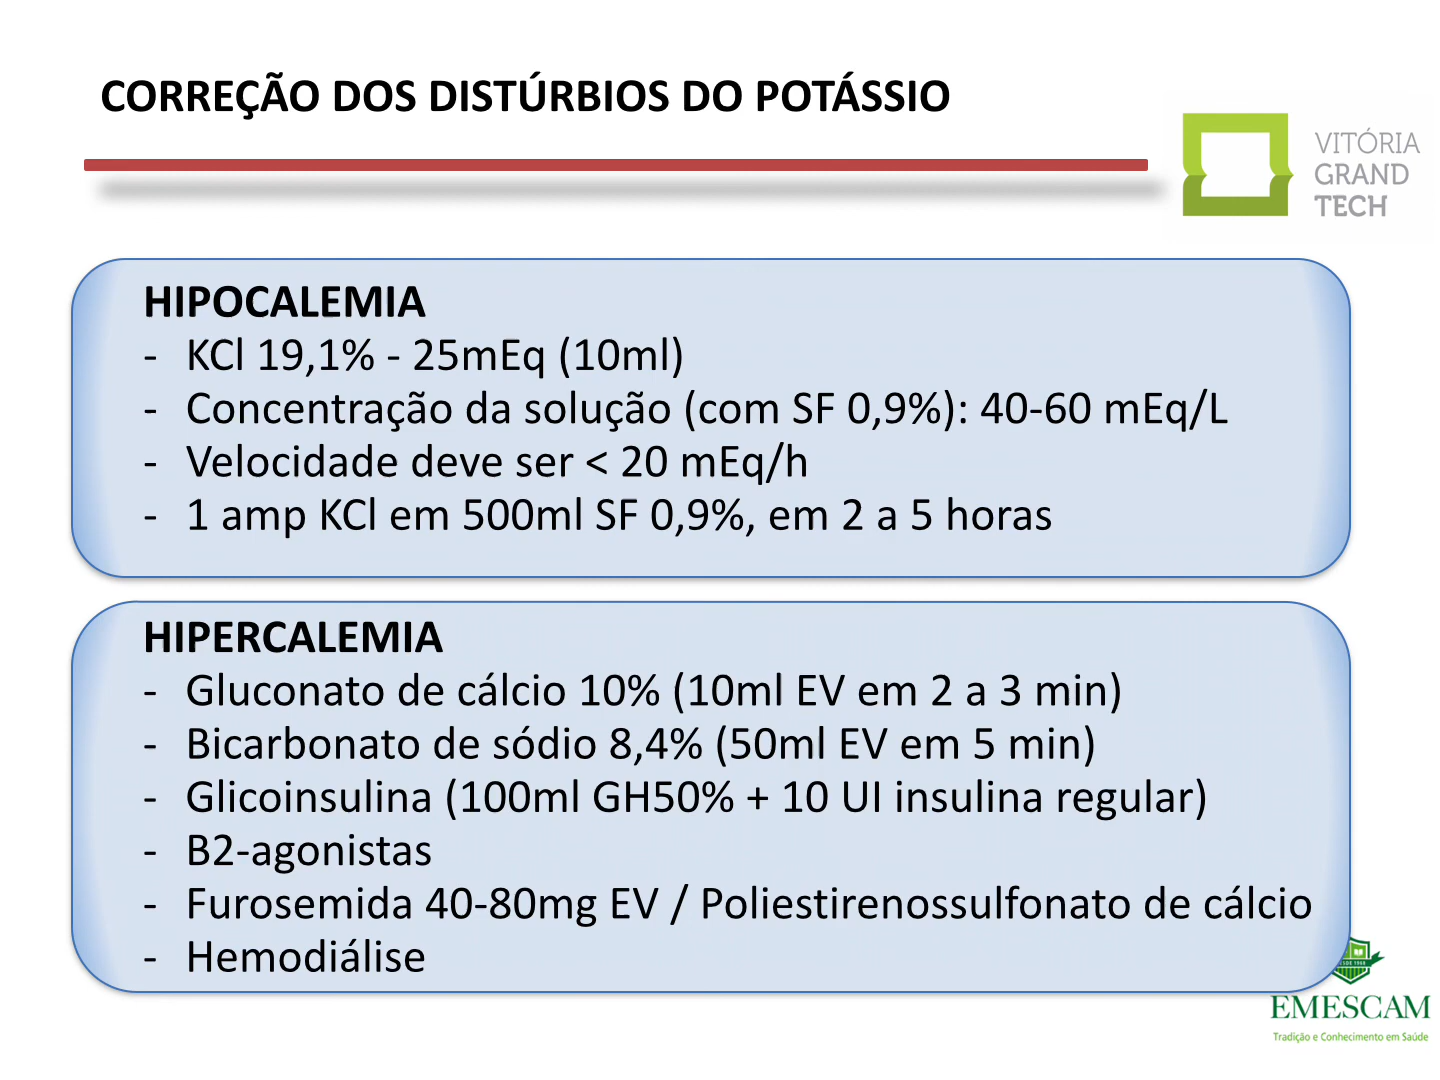 CORREÇÃO DOS DISTÚRBIOS DO POTÁSSIO
VITÓRIA
GRAND
TECH
HIPOCALEMIA
- KCl 19,1% - 25mEq (10ml)
- Concentração da solução (com SF 0,9%): 40-60 mEq/L
- Velocidade deve ser < 20 mEq/h
- 1 amp KCl em 500ml SF 0,9%, em 2 a 5 horas
HIPERCALEMIA
- Gluconato de cálcio 10% (10ml EV em 2 a 3 min)
- Bicarbonato de sódio 8,4% (50ml EV em 5 min)
- Glicoinsulina (100ml GH50% + 10 UI insulina regular)
- B2-agonistas
- Furosemida 40-80mg EV / Poliestirenossulfonato de cálcio
- Hemodiálise
DESDE 1968
EMESCAM
Tradição e Conhecimento em Saúde